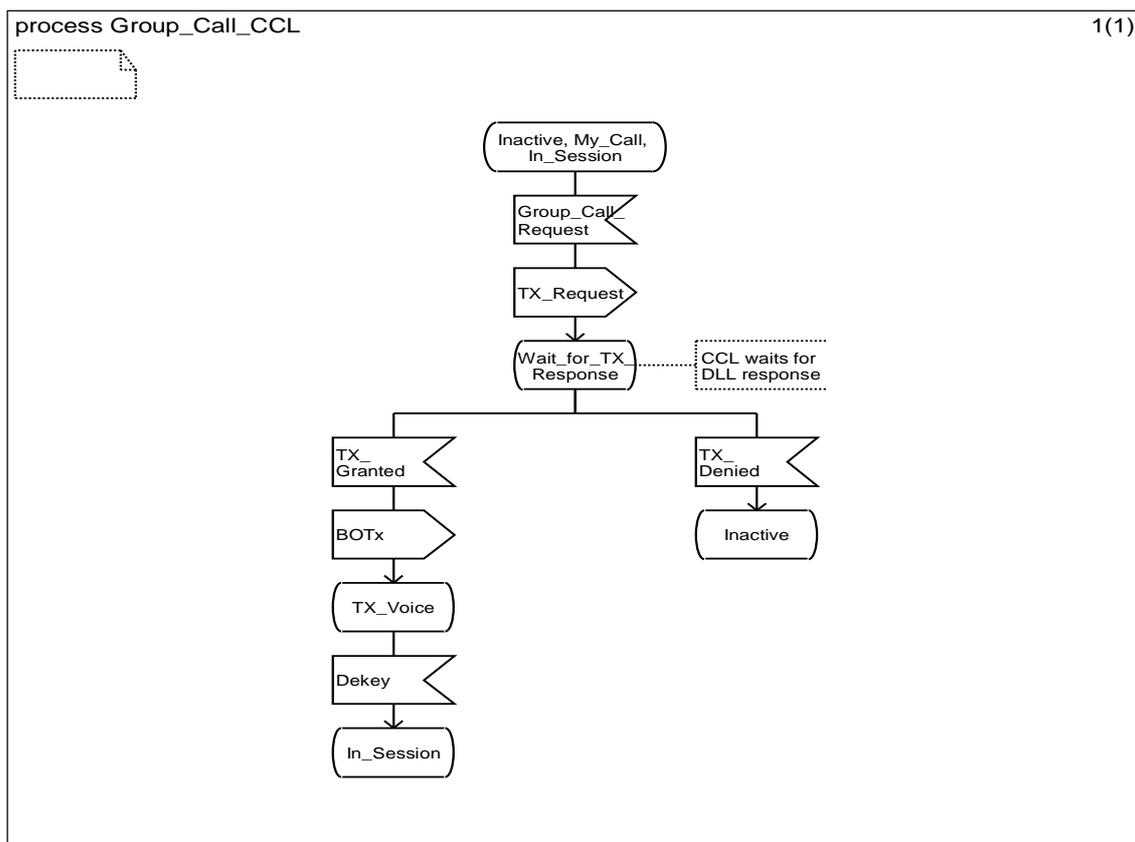 process Group_Call_CCL
1(1)
Inactive, My_Call,
In_Session
Group_Call_
Request
TX_Request
Wait_for_TX_
Response
CCL waits for
DLL response
TX_
Granted
TX_
Denied
BOTx
Inactive
TX_Voice
Dekey
In_Session